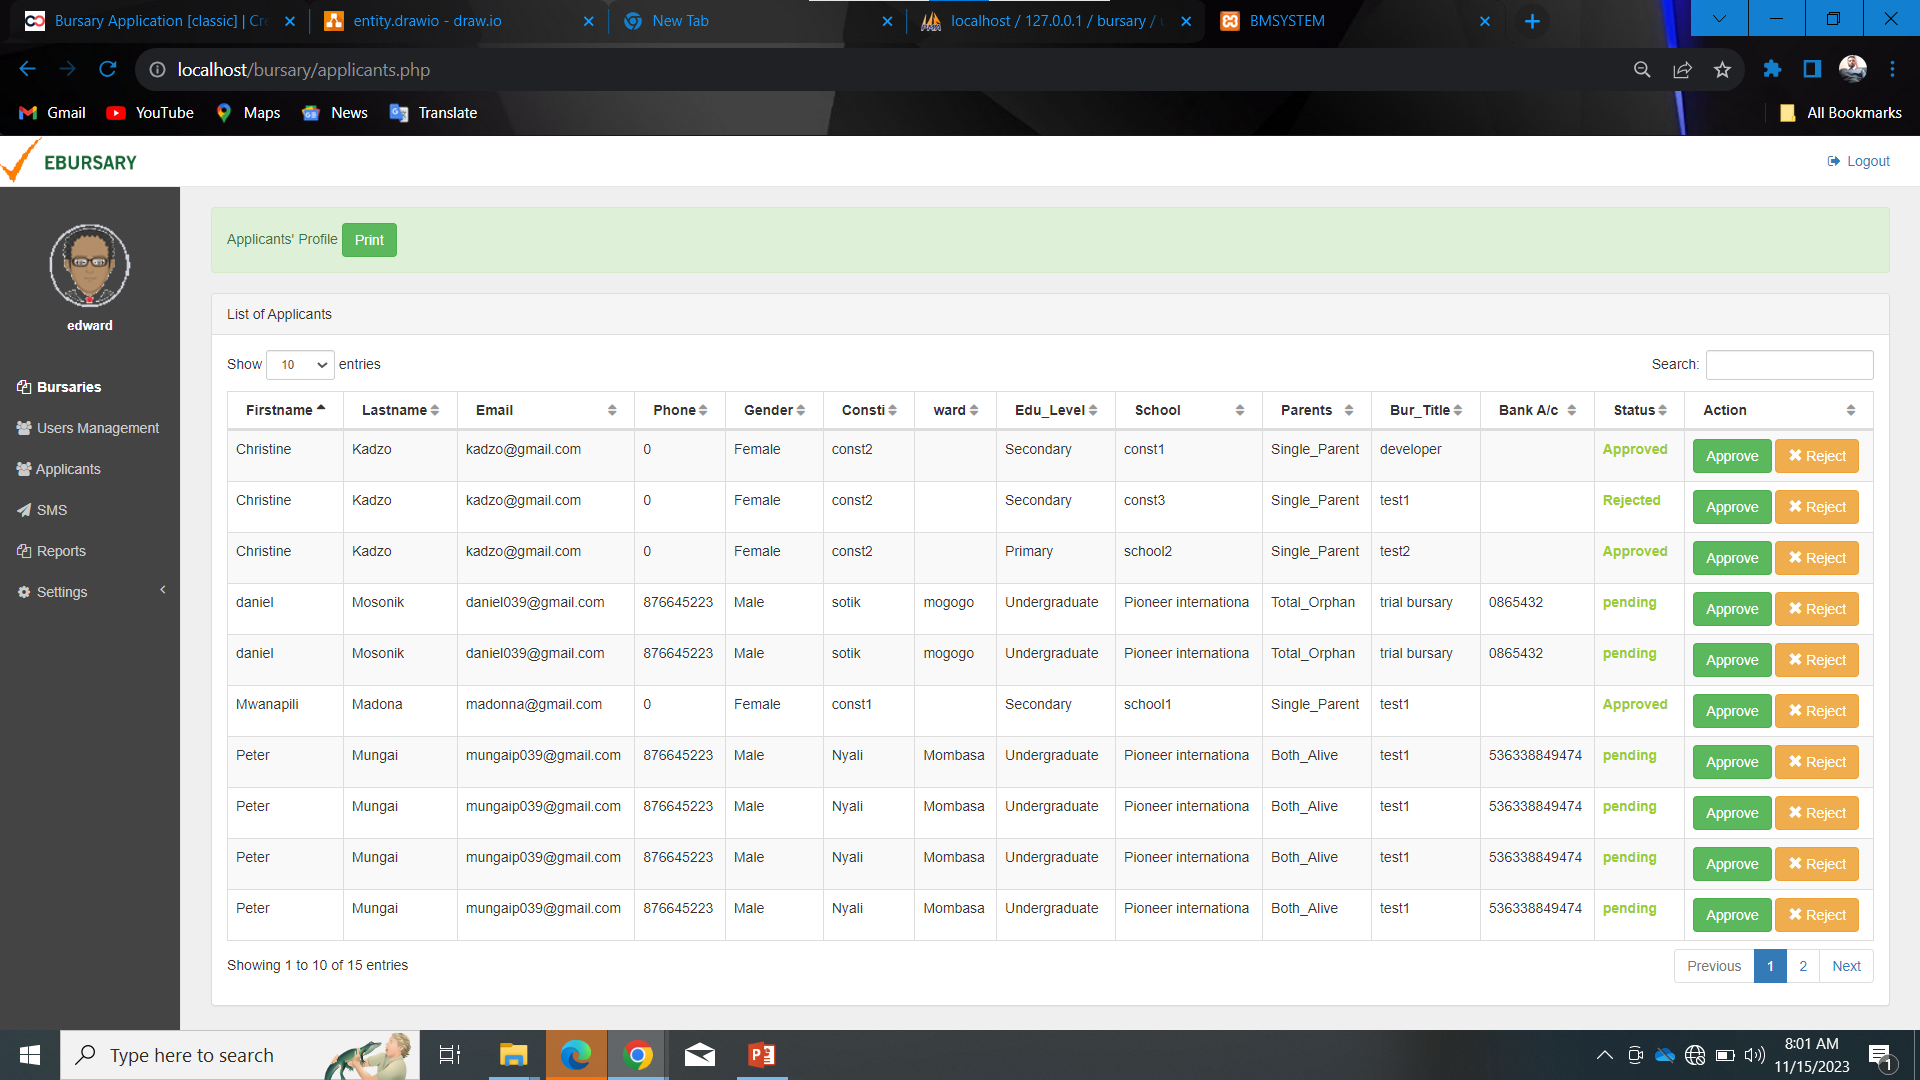 Bursary Application [classic] | Cre
entity.drawio - draw.io
New Tab
localhost / 127.0.0.1 / bursary /
BMSYSTEM
localhost/bursary/applicants.php
Gmail YouTube Maps News Translate All Bookmarks
EBURSARY
Logout
edward
Bursaries
Users Management
Applicants
SMS
Reports
Settings
Applicants' Profile Print
List of Applicants
Show 10 entries Search:
Firstname Lastname Email Phone Gender Consti ward Edu_Level School Parents Bur_Title Bank A/c Status Action
Christine Kadzo kadzo@gmail.com 0 Female const2 Secondary const1 Single_Parent developer Approved Approve Reject
Christine Kadzo kadzo@gmail.com 0 Female const2 Secondary const3 Single_Parent test1 Rejected Approve Reject
Christine Kadzo kadzo@gmail.com 0 Female const2 Primary school2 Single_Parent test2 Approved Approve Reject
daniel Mosonik daniel039@gmail.com 876645223 Male sotik mogogo Undergraduate Pioneer internationa Total_Orphan trial bursary 0865432 pending Approve Reject
daniel Mosonik daniel039@gmail.com 876645223 Male sotik mogogo Undergraduate Pioneer internationa Total_Orphan trial bursary 0865432 pending Approve Reject
Mwanapili Madona madonna@gmail.com 0 Female const1 Secondary school1 Single_Parent test1 Approved Approve Reject
Peter Mungai mungaip039@gmail.com 876645223 Male Nyali Mombasa Undergraduate Pioneer internationa Both_Alive test1 536338849474 pending Approve Reject
Peter Mungai mungaip039@gmail.com 876645223 Male Nyali Mombasa Undergraduate Pioneer internationa Both_Alive test1 536338849474 pending Approve Reject
Peter Mungai mungaip039@gmail.com 876645223 Male Nyali Mombasa Undergraduate Pioneer internationa Both_Alive test1 536338849474 pending Approve Reject
Peter Mungai mungaip039@gmail.com 876645223 Male Nyali Mombasa Undergraduate Pioneer internationa Both_Alive test1 536338849474 pending Approve Reject
Showing 1 to 10 of 15 entries
Previous 1 2 Next
Type here to search
8:01 AM
11/15/2023
1